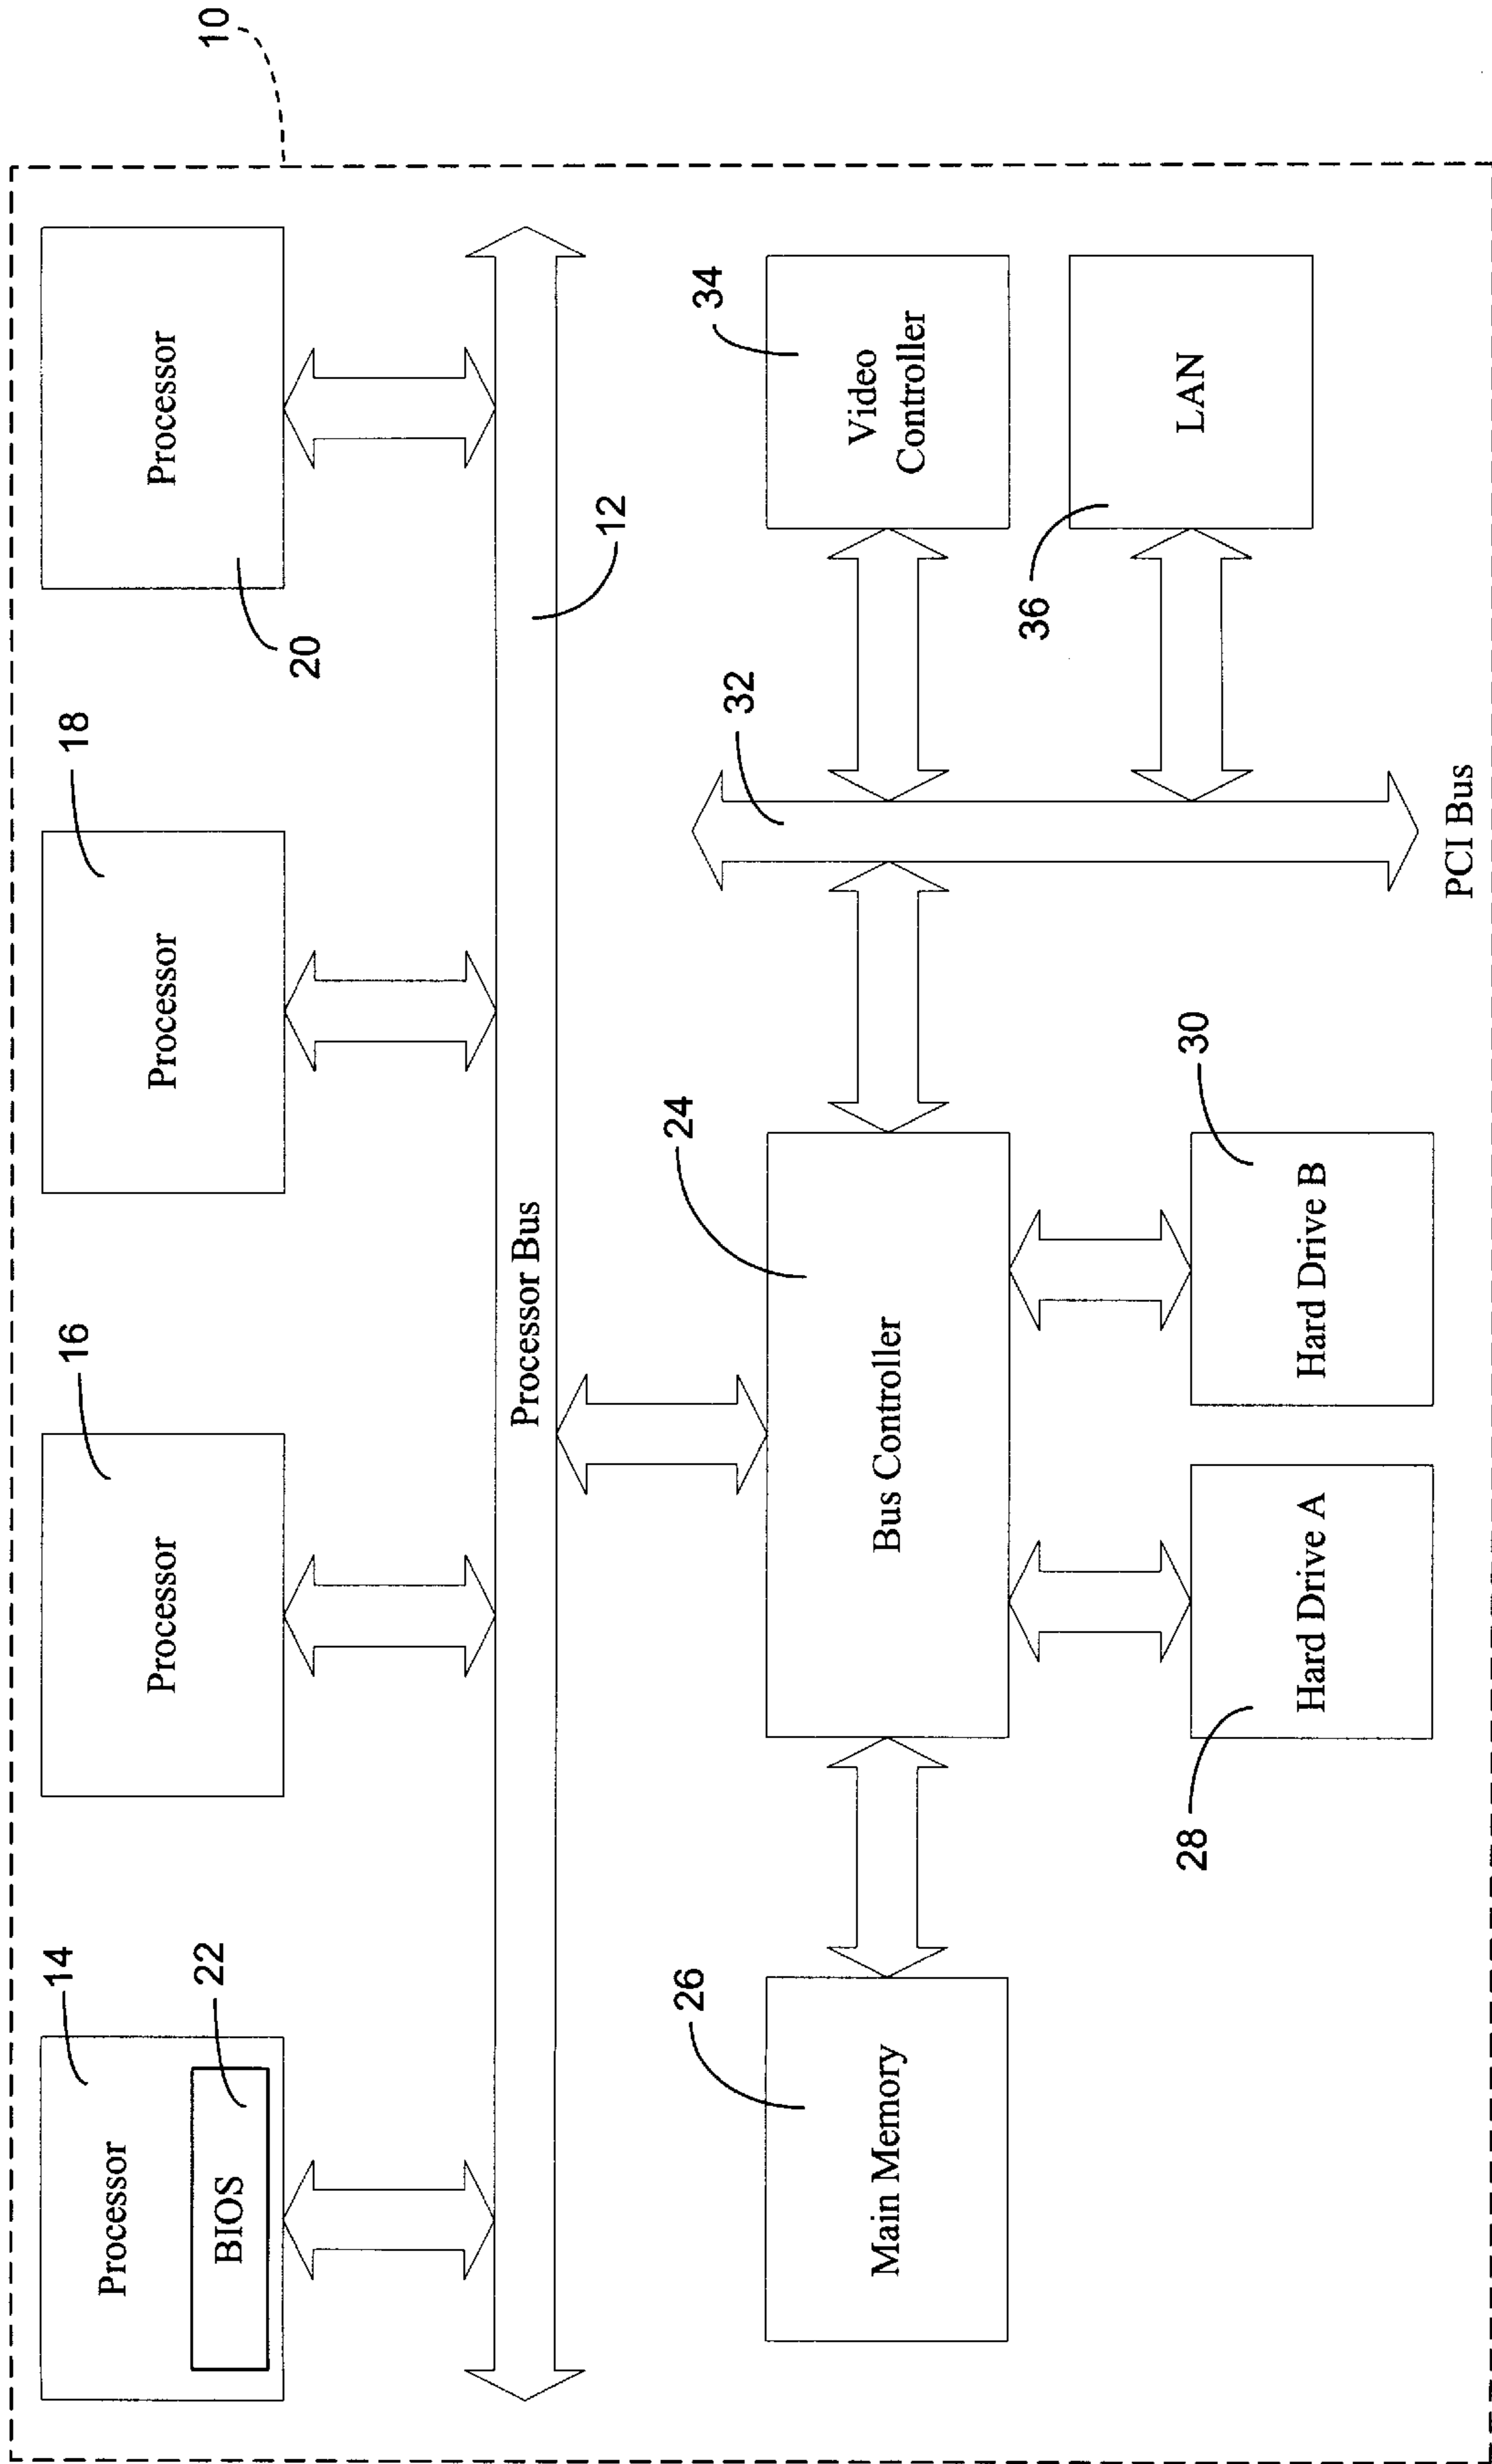 10
14
Processor
BIOS
22
16
Processor
18
Processor
20
Processor
Processor Bus
12
26
Main Memory
24
Bus Controller
32
34
Video
Controller
36
LAN
28
Hard Drive A
30
Hard Drive B
PCI Bus